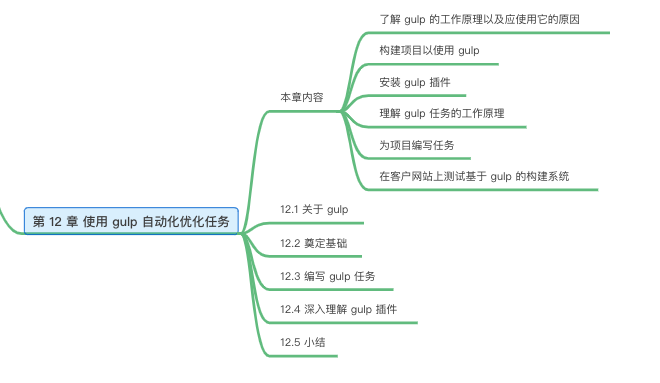 了解 gulp 的工作原理以及应使用它的原因
构建项目以使用 gulp
安装 gulp 插件
本章内容
理解 gulp 任务的工作原理
为项目编写任务
在客户网站上测试基于 gulp 的构建系统
第 12 章 使用 gulp 自动化优化任务
12.1 关于 gulp
12.2 奠定基础
12.3 编写 gulp 任务
12.4 深入理解 gulp 插件
12.5 小结